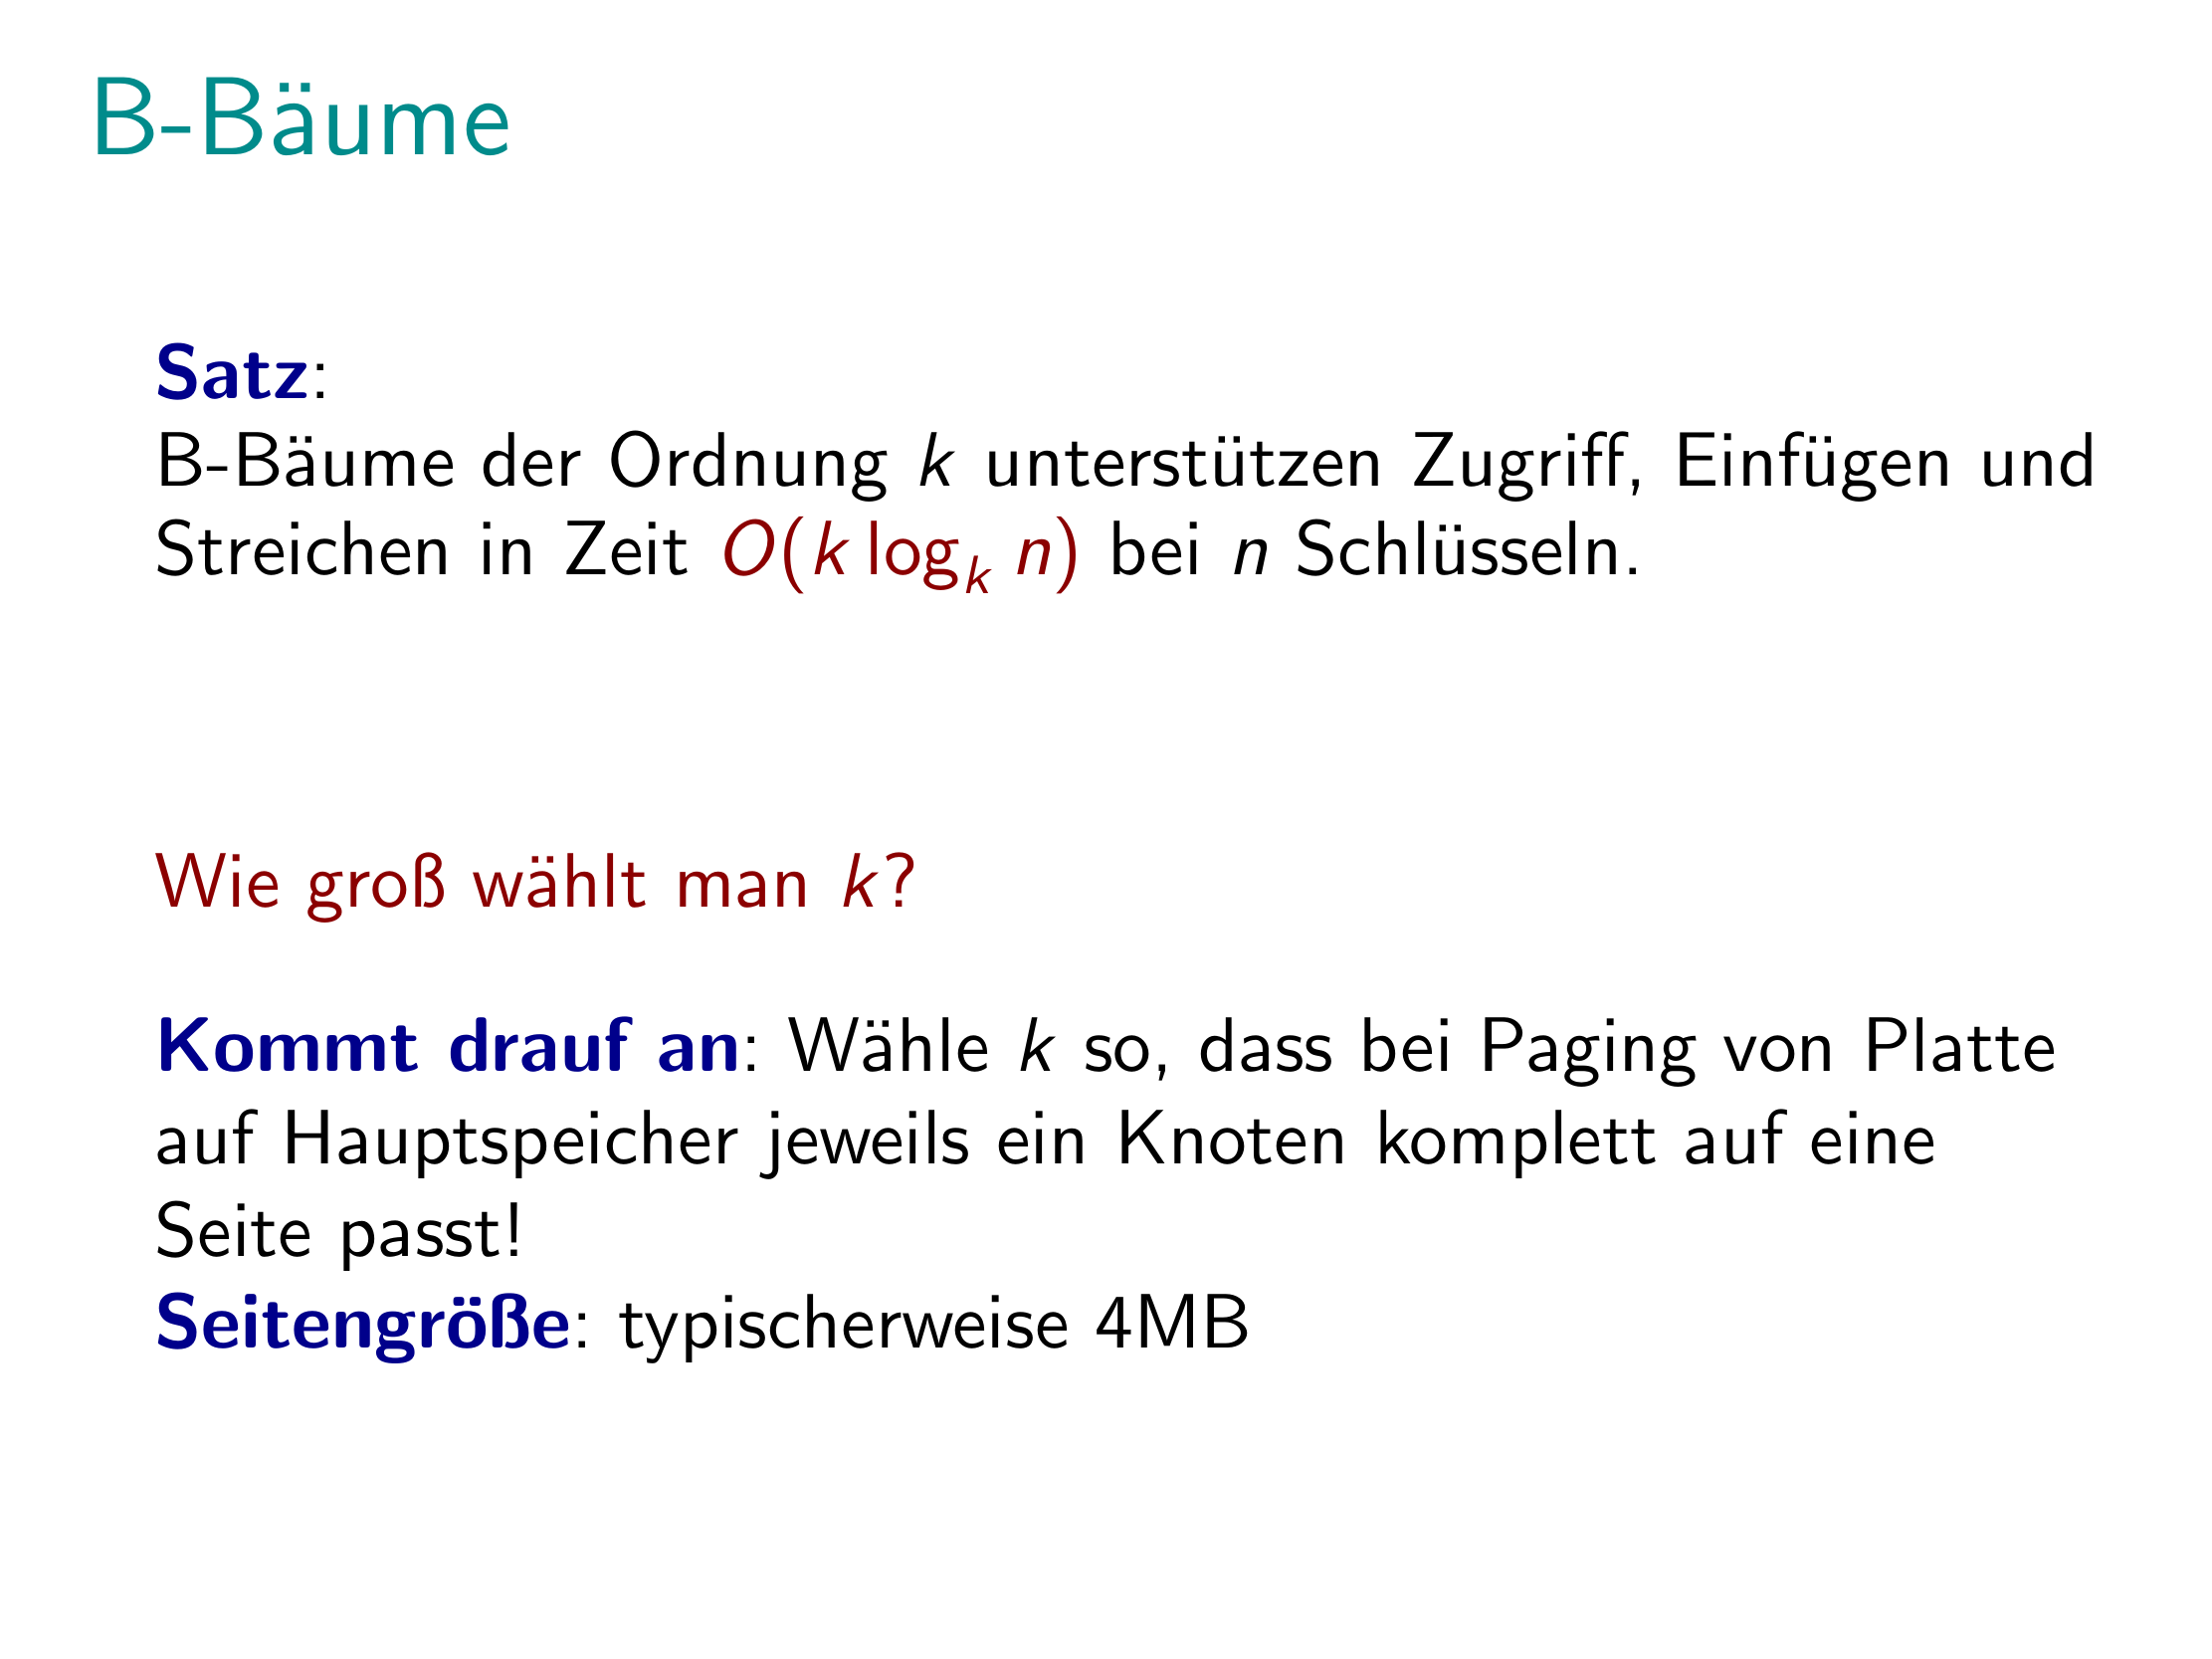 B-Bäume
Satz:
B-Bäume der Ordnung k unterstützen Zugriff, Einfügen und
Streichen in Zeit O(k log_k n) bei n Schlüsseln.
Wie groß wählt man k?
Kommt drauf an: Wähle k so, dass bei Paging von Platte
auf Hauptspeicher jeweils ein Knoten komplett auf eine
Seite passt!
Seitengröße: typischerweise 4MB